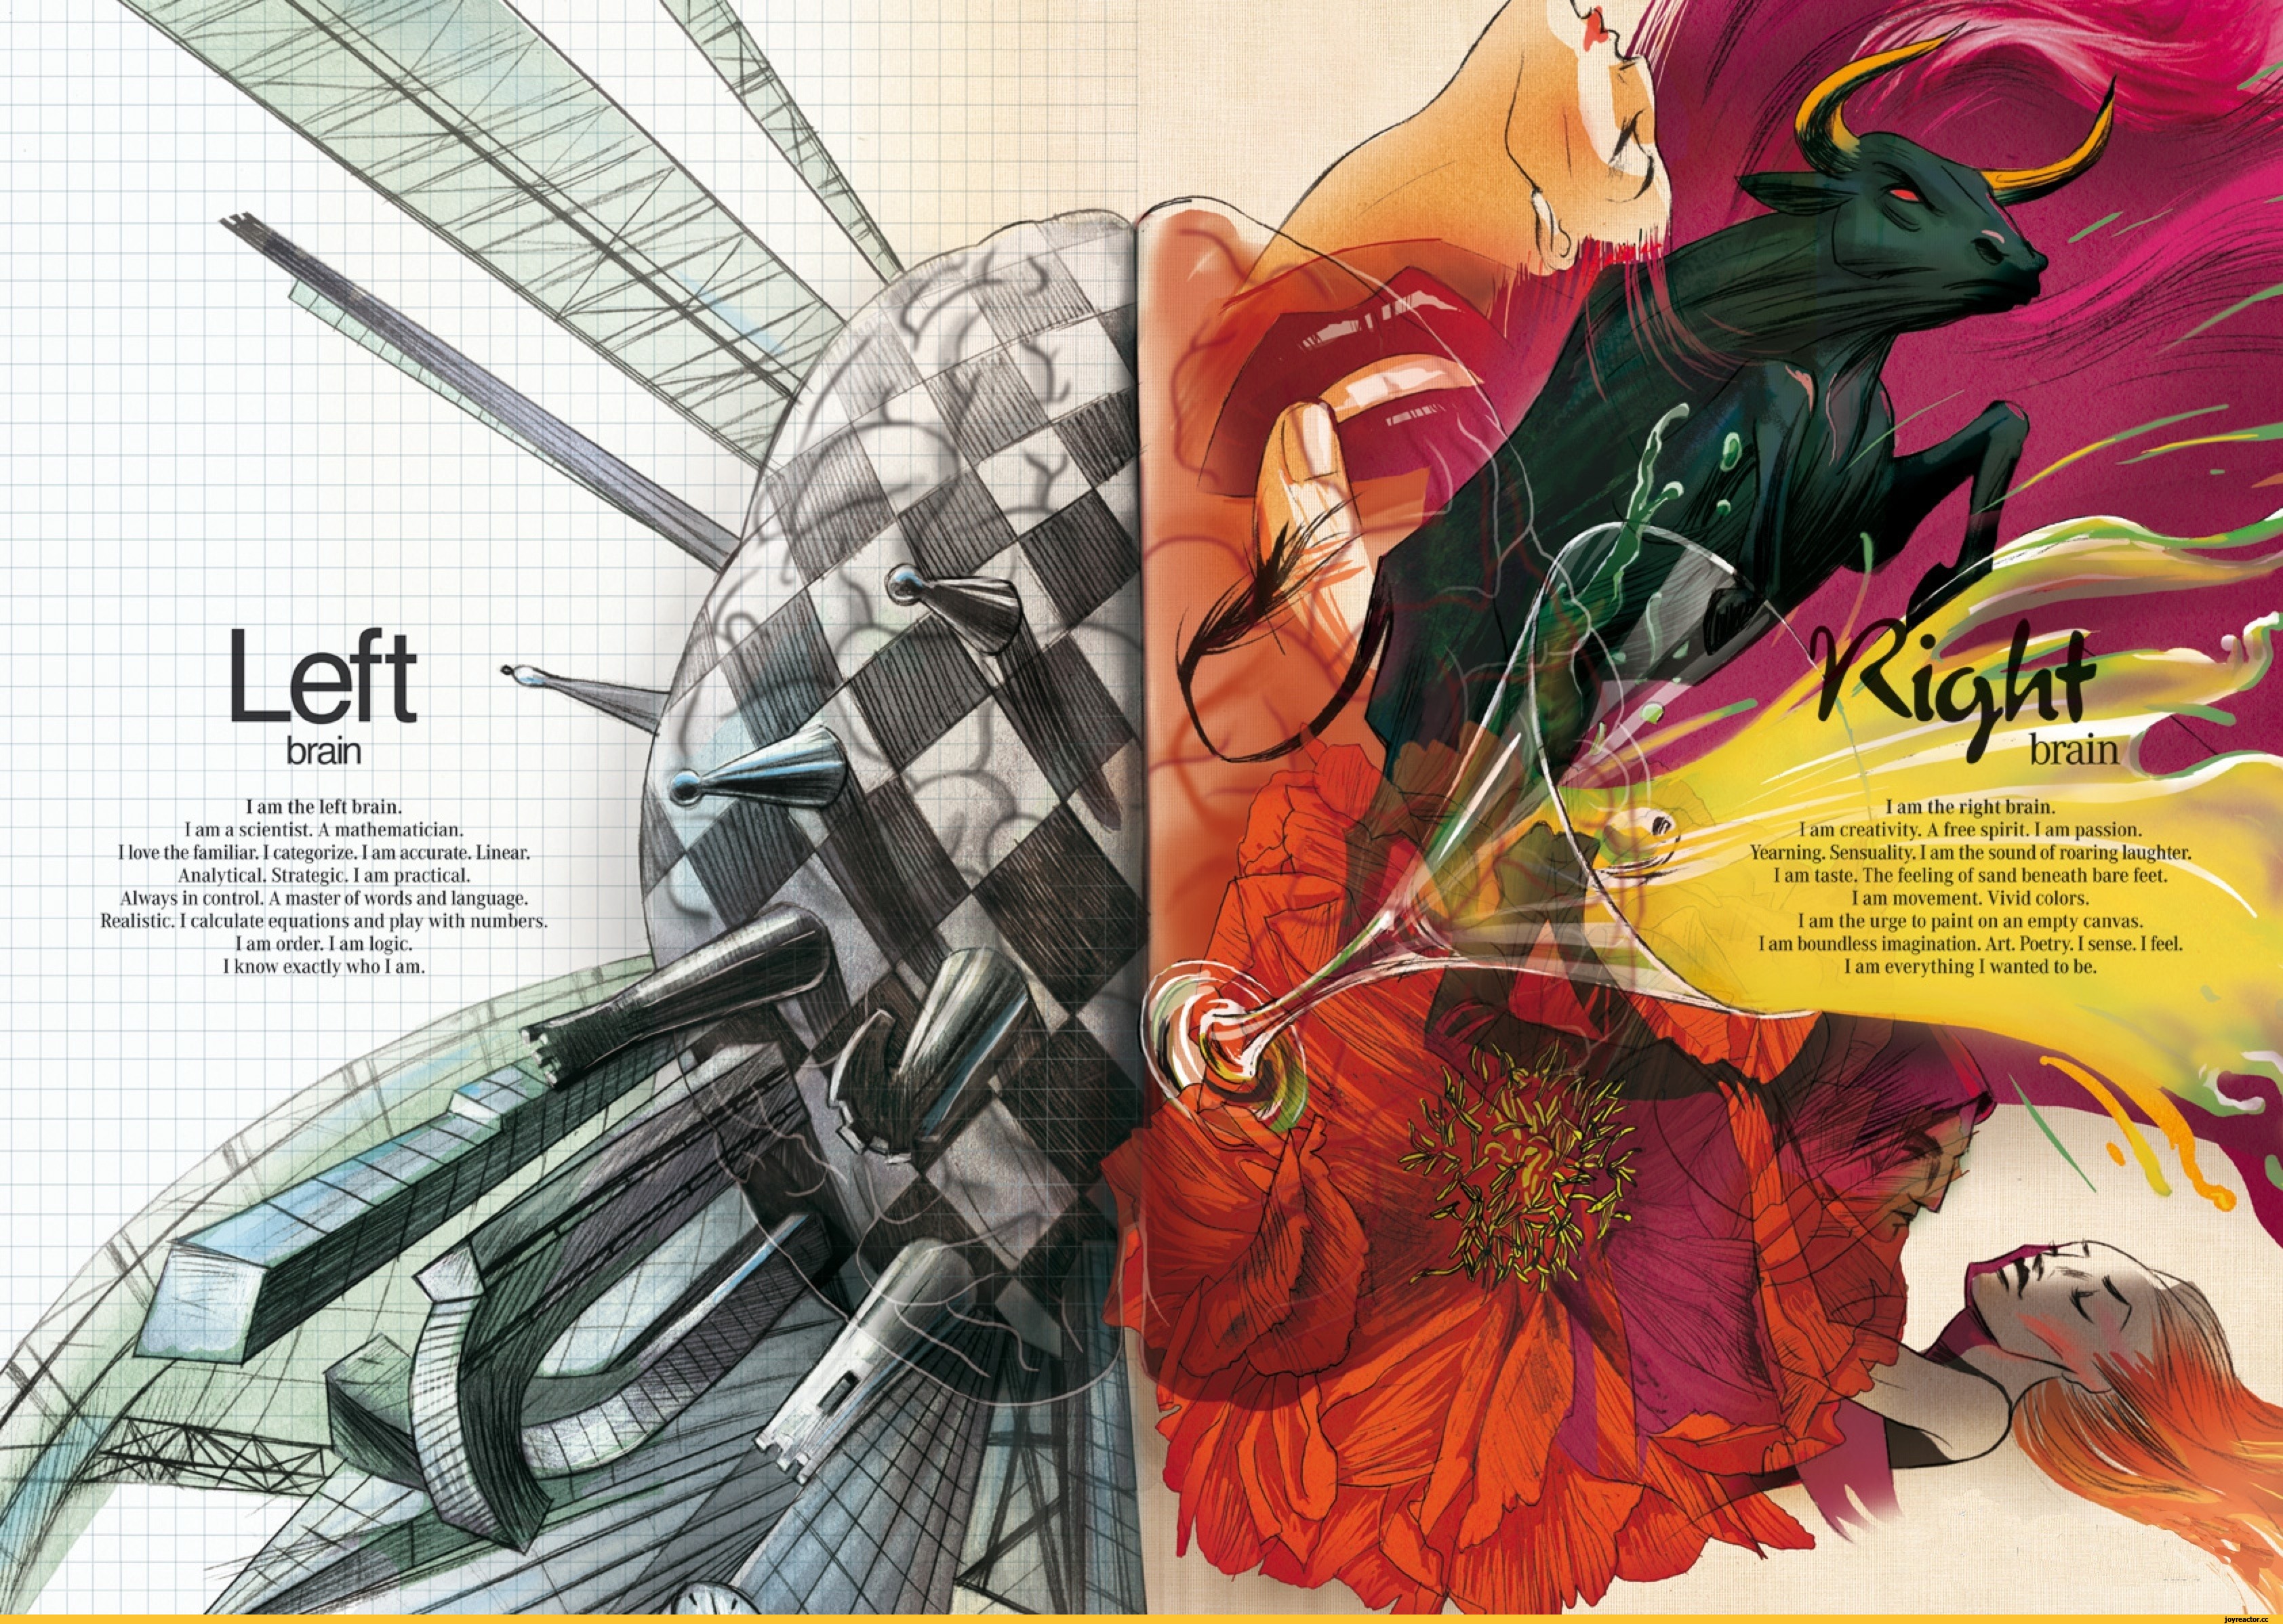 Left
brain
I am the left brain.
I am a scientist. A mathematician.
I love the familiar. I categorize. I am accurate. Linear.
Analytical. Strategic. I am practical.
Always in control. A master of words and language.
Realistic. I calculate equations and play with numbers.
I am order. I am logic.
I know exactly who I am.
Right
brain
I am the right brain.
I am creativity. A free spirit. I am passion.
Yearning. Sensuality. I am the sound of roaring laughter.
I am taste. The feeling of sand beneath bare feet.
I am movement. Vivid colors.
I am the urge to paint on an empty canvas.
I am boundless imagination. Art. Poetry. I sense. I feel.
I am everything I wanted to be.
joyreactor.cc